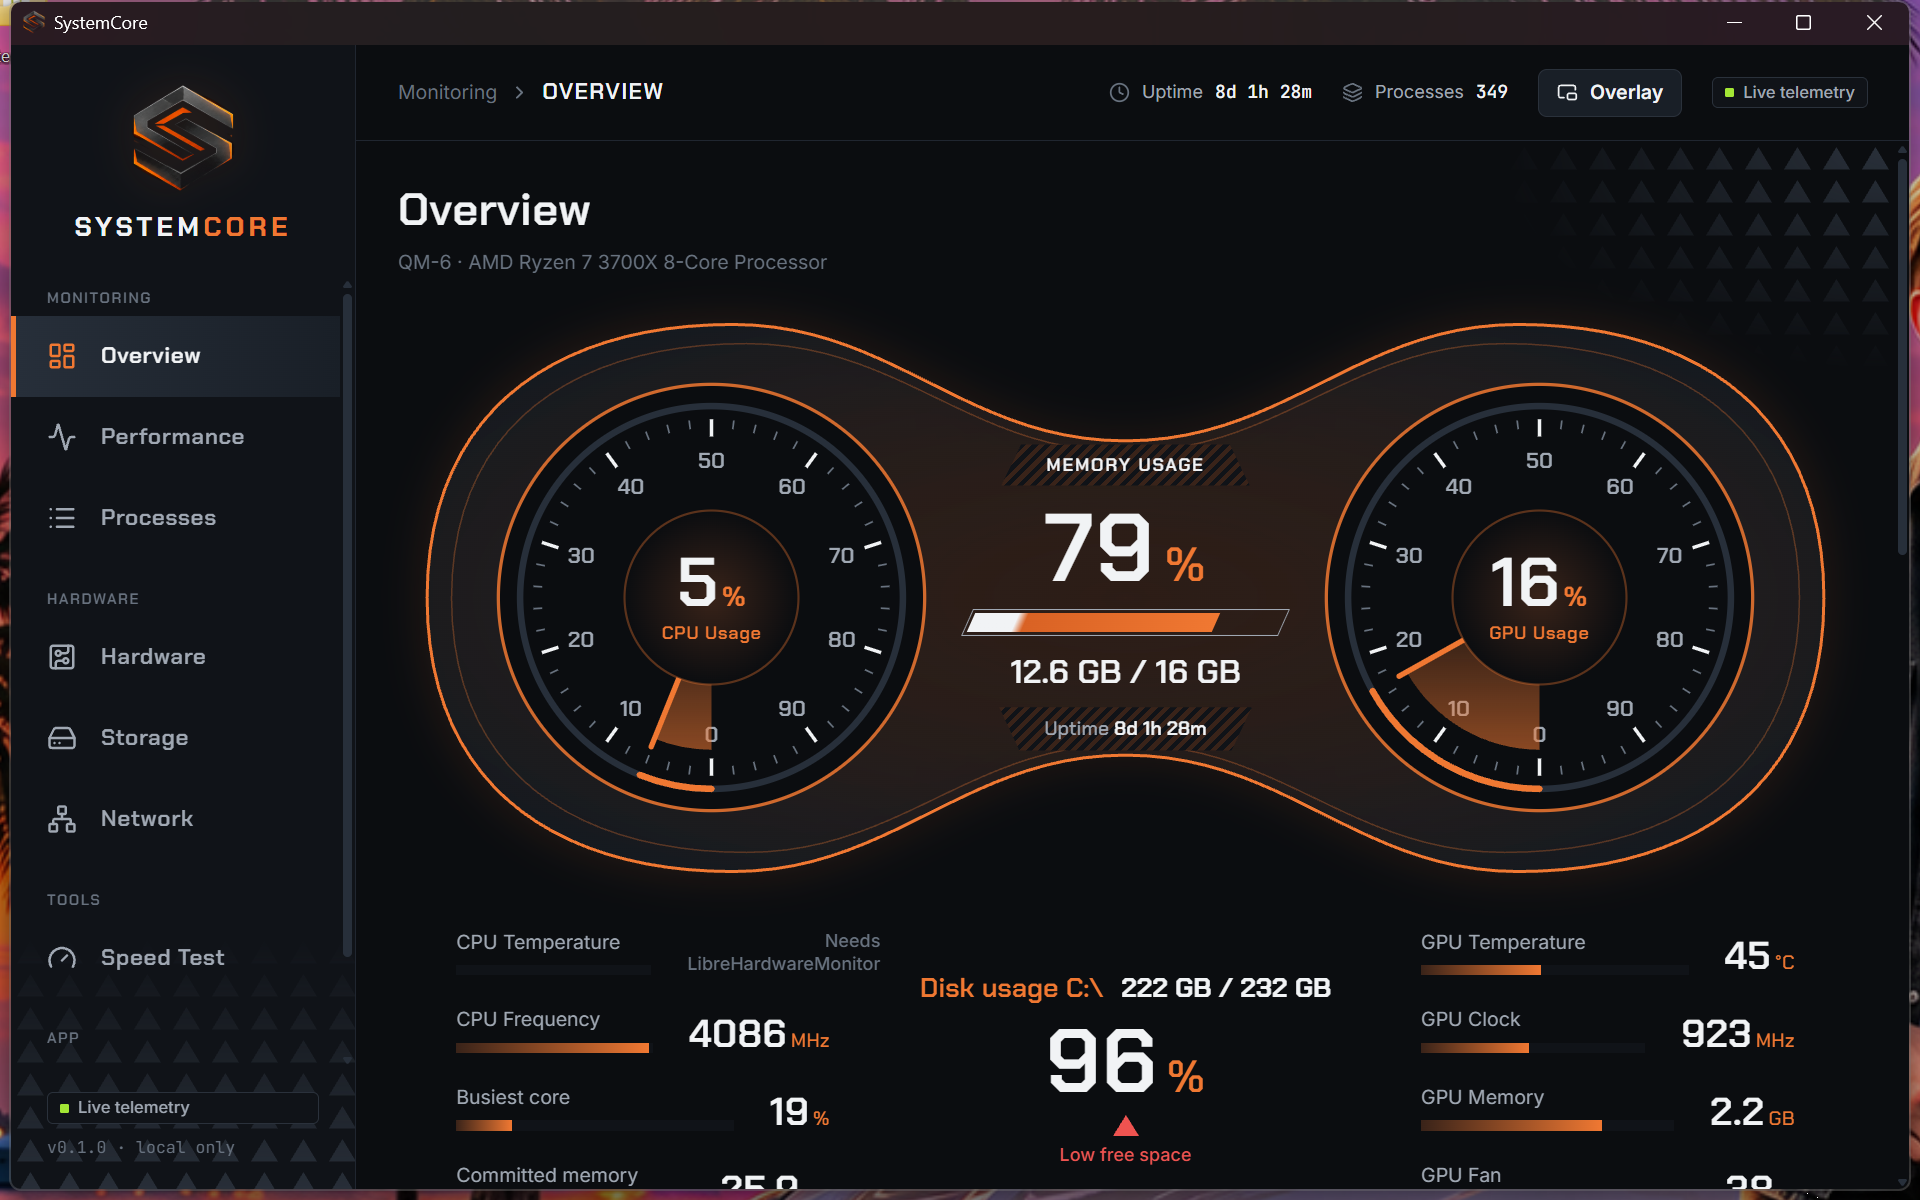 SystemCore
SYSTEMCORE
MONITORING
Overview
Performance
Processes
HARDWARE
Hardware
Storage
Network
TOOLS
Speed Test
APP
Live telemetry
v0.1.0 · local only
Monitoring > OVERVIEW
Uptime 8d 1h 28m
Processes 349
Overlay
Live telemetry
Overview
QM-6 · AMD Ryzen 7 3700X 8-Core Processor
0 10 20 30 40 50 60 70 80 90
5 %
CPU Usage
MEMORY USAGE
79 %
12.6 GB / 16 GB
Uptime 8d 1h 28m
0 10 20 30 40 50 60 70 80 90
16 %
GPU Usage
CPU Temperature
Needs
LibreHardwareMonitor
CPU Frequency
4086 MHz
Busiest core
19 %
Committed memory
Disk usage C:\ 222 GB / 232 GB
96 %
Low free space
GPU Temperature
45 °C
GPU Clock
923 MHz
GPU Memory
2.2 GB
GPU Fan